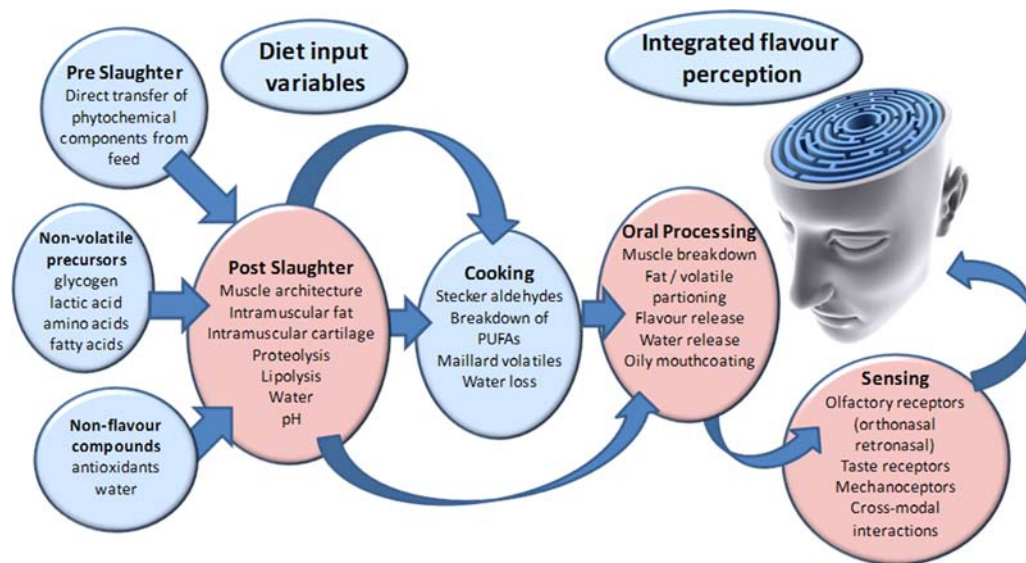 Diet input
variables
Integrated flavour
perception
Pre Slaughter
Direct transfer of
phytochemical
components from
feed
Non-volatile
precursors
glycogen
lactic acid
amino acids
fatty acids
Non-flavour
compounds
antioxidants
water
Post Slaughter
Muscle architecture
Intramuscular fat
Intramuscular cartilage
Proteolysis
Lipolysis
Water
pH
Cooking
Stecker aldehydes
Breakdown of
PUFAs
Maillard volatiles
Water loss
Oral Processing
Muscle breakdown
Fat / volatile
partioning
Flavour release
Water release
Oily mouthcoating
Sensing
Olfactory receptors
(orthonasal
retronasal)
Taste receptors
Mechanoceptors
Cross-modal
interactions